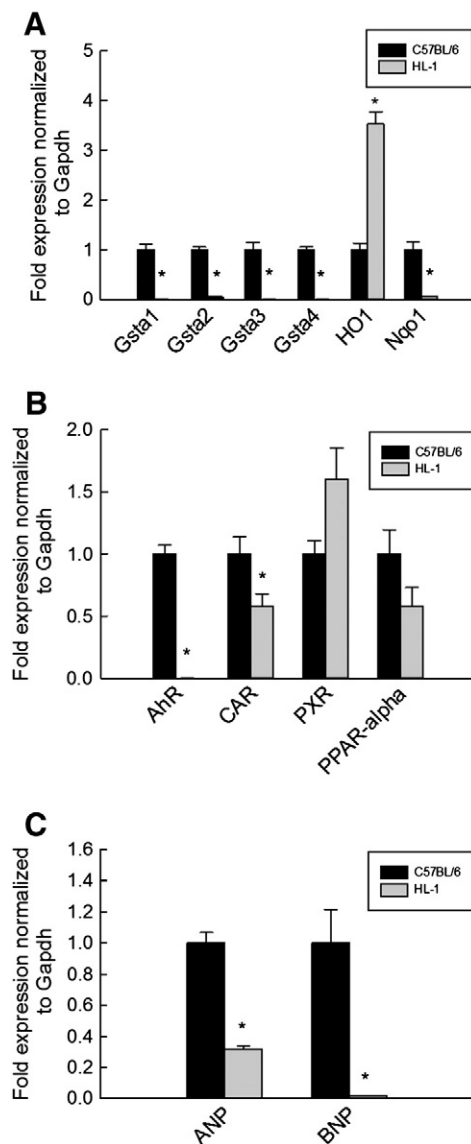 A
Fold expression normalized
to Gapdh
5
4
3
2
1
0
C57BL/6
HL-1
* * * * * *
Gsta1 Gsta2 Gsta3 Gsta4 HO1 Nqo1
B
Fold expression normalized
to Gapdh
2.0
1.5
1.0
0.5
0.0
C57BL/6
HL-1
* *
AhR CAR PXR PPAR-alpha
C
Fold expression normalized
to Gapdh
1.6
1.4
1.2
1.0
0.8
0.6
0.4
0.2
0.0
C57BL/6
HL-1
* *
ANP BNP